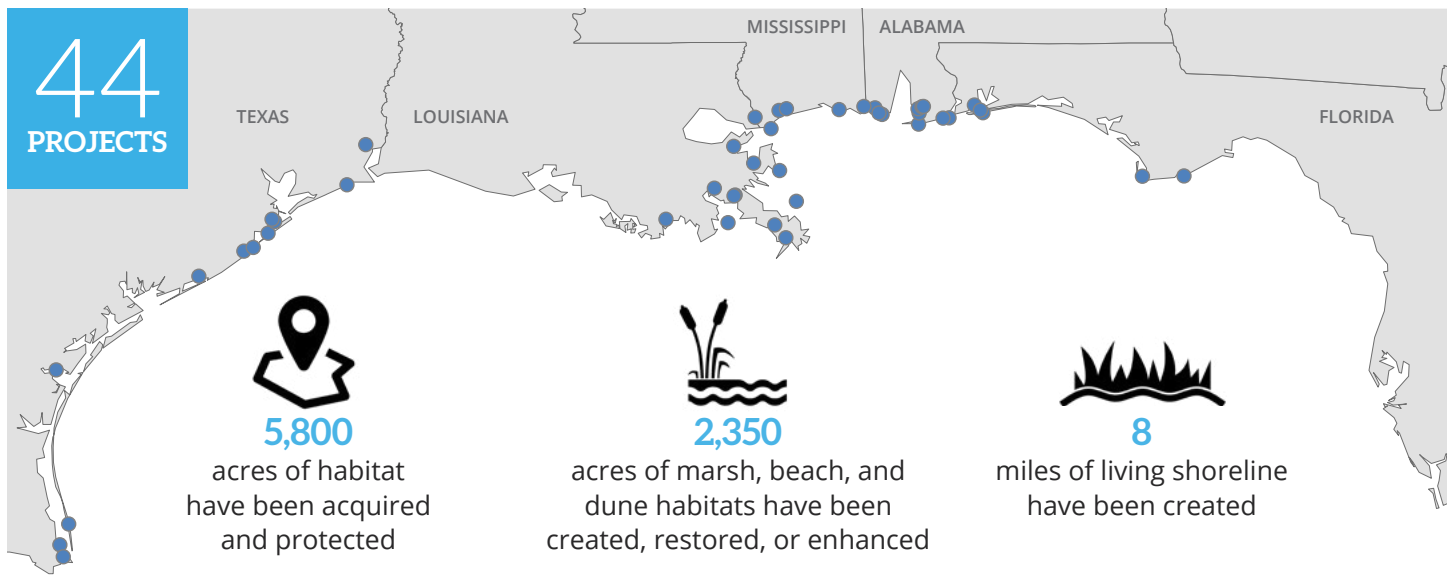 44
PROJECTS
TEXAS
LOUISIANA
MISSISSIPPI
ALABAMA
FLORIDA
5,800
acres of habitat
have been acquired
and protected
2,350
acres of marsh, beach, and
dune habitats have been
created, restored, or enhanced
8
miles of living shoreline
have been created